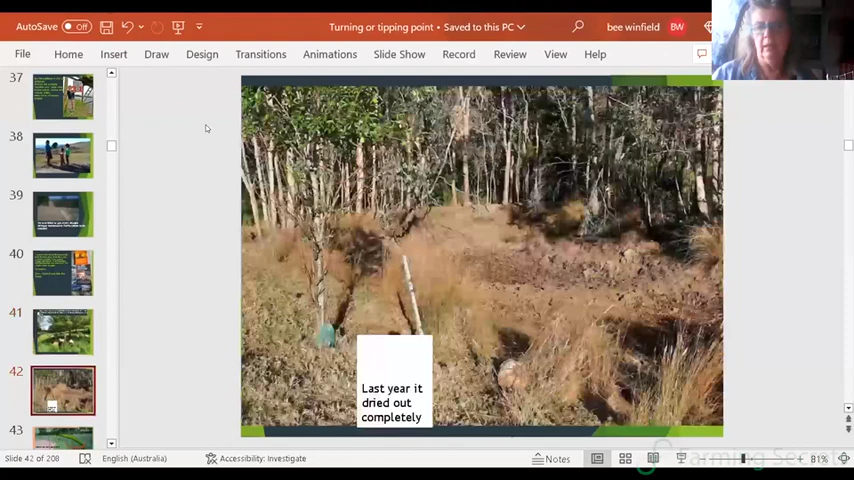 AutoSave Off Turning or tipping point • Saved to this PC bee winfield BW
File Home Insert Draw Design Transitions Animations Slide Show Record Review View Help
37
38
39
40
41
42
43
Last year it
dried out
completely
Slide 42 of 208 English (Australia) Accessibility: Investigate Notes 81%